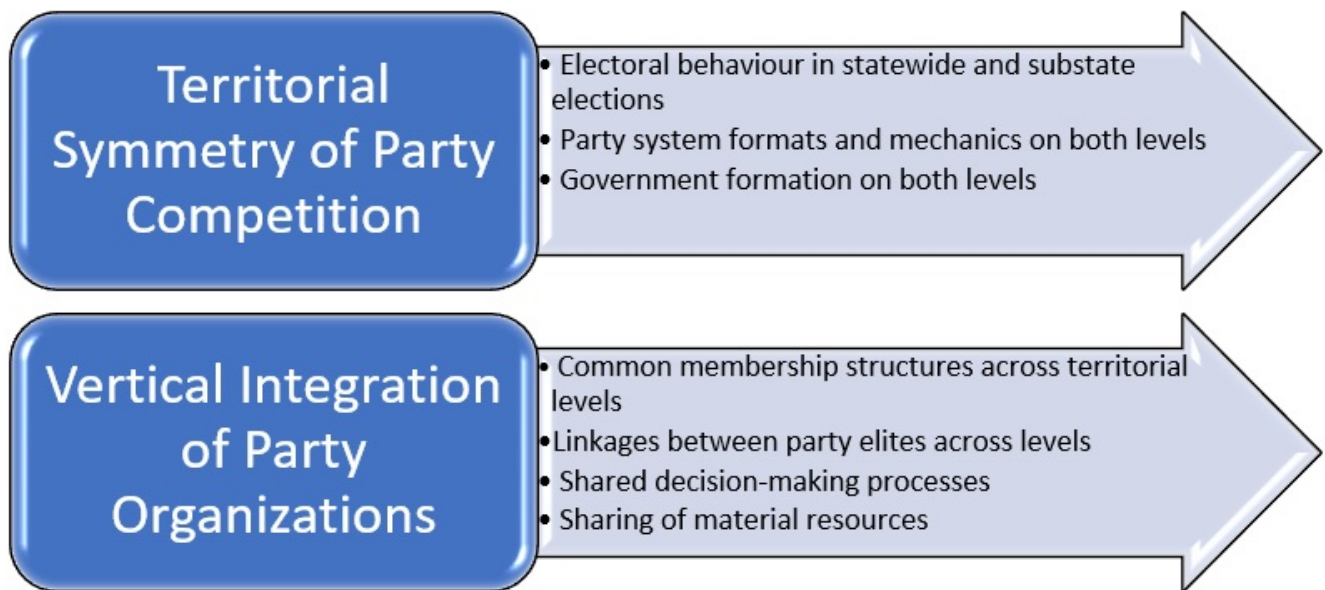 Territorial
Symmetry of Party
Competition
• Electoral behaviour in statewide and substate
elections
• Party system formats and mechanics on both levels
• Government formation on both levels
Vertical Integration
of Party
Organizations
• Common membership structures across territorial
levels
•Linkages between party elites across levels
• Shared decision-making processes
• Sharing of material resources